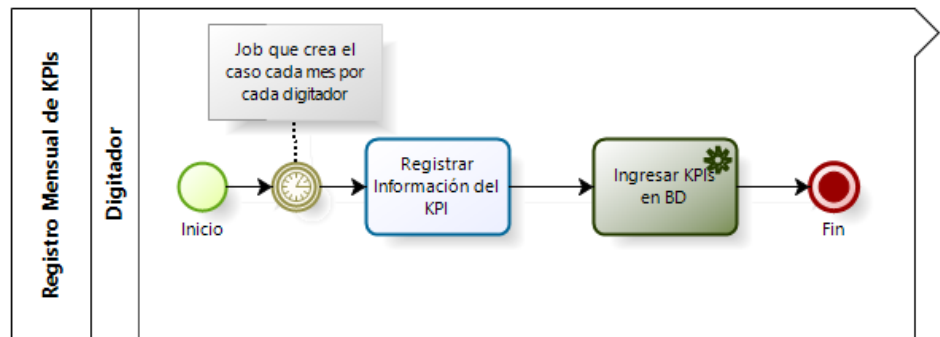 Registro Mensual de KPIs
Digitador
Job que crea el
caso cada mes por
cada digitador
Inicio
Registrar
Información del
KPI
Ingresar KPIs
en BD
Fin